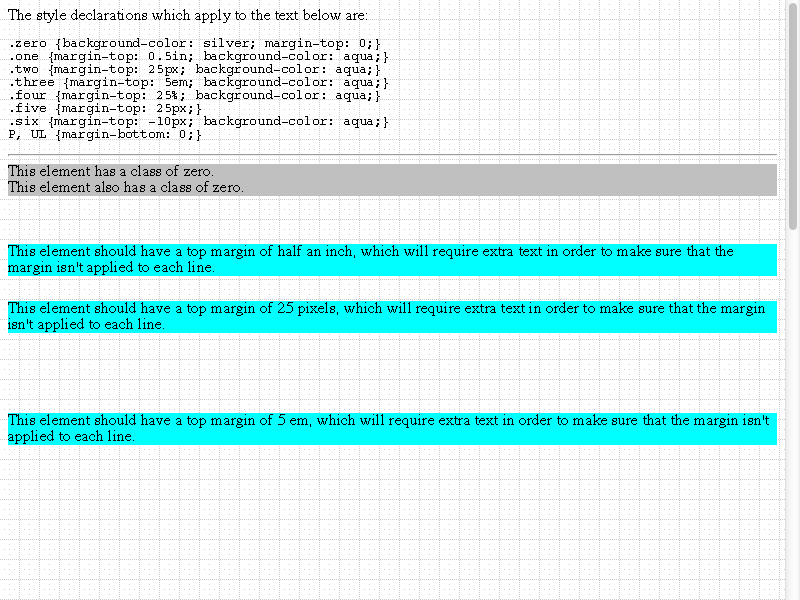 The style declarations which apply to the text below are:
.zero {background-color: silver; margin-top: 0;}
.one {margin-top: 0.5in; background-color: aqua;}
.two {margin-top: 25px; background-color: aqua;}
.three {margin-top: 5em; background-color: aqua;}
.four {margin-top: 25%; background-color: aqua;}
.five {margin-top: 25px;}
.six {margin-top: -10px; background-color: aqua;}
P, UL {margin-bottom: 0;}
This element has a class of zero.
This element also has a class of zero.
This element should have a top margin of half an inch, which will require extra text in order to make sure that the
margin isn't applied to each line.
This element should have a top margin of 25 pixels, which will require extra text in order to make sure that the margin
isn't applied to each line.
This element should have a top margin of 5 em, which will require extra text in order to make sure that the margin isn't
applied to each line.